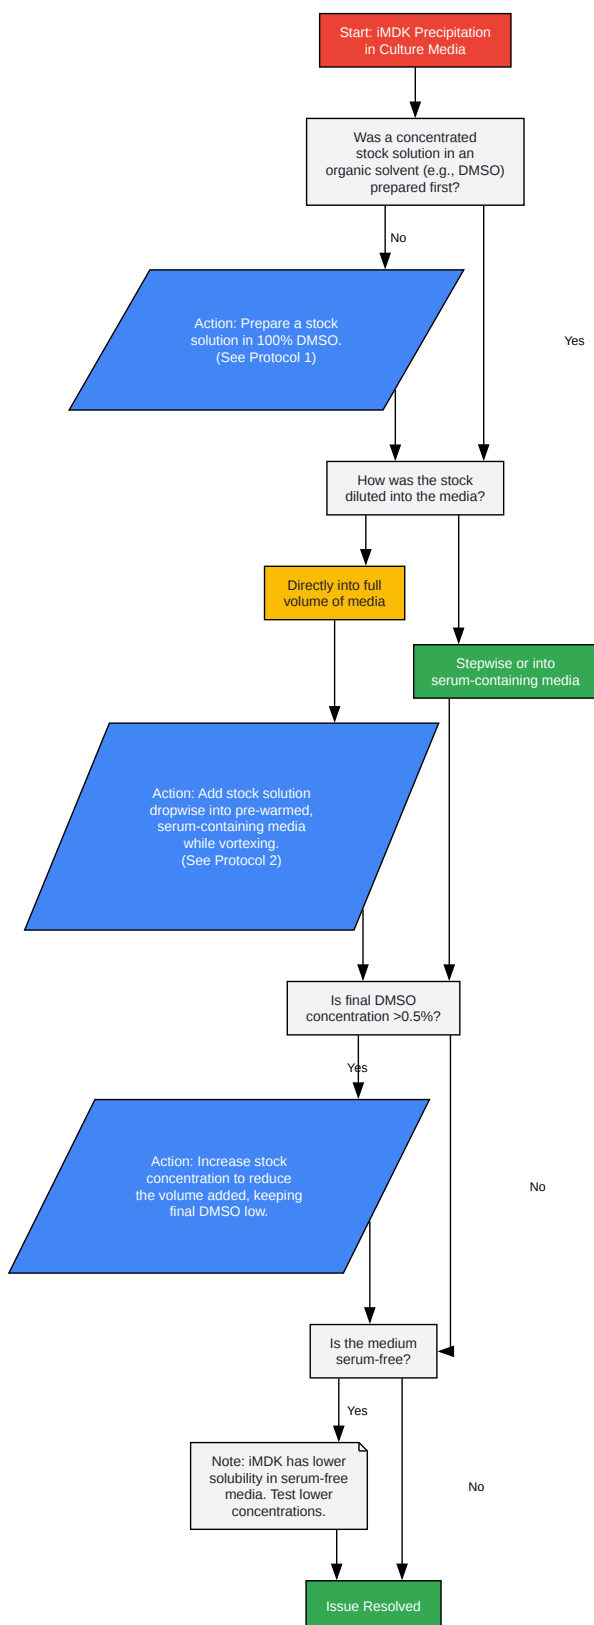 Start: iMDK Precipitation
in Culture Media
Was a concentrated
stock solution in an
organic solvent (e.g., DMSO)
prepared first?
No
Action: Prepare a stock
solution in 100% DMSO.
(See Protocol 1)
Yes
How was the stock
diluted into the media?
Directly into full
volume of media
Stepwise or into
serum-containing media
Action: Add stock solution
dropwise into pre-warmed,
serum-containing media
while vortexing.
(See Protocol 2)
Is final DMSO
concentration >0.5%?
Yes
Action: Increase stock
concentration to reduce
the volume added, keeping
final DMSO low.
No
Is the medium
serum-free?
Yes
Note: iMDK has lower
solubility in serum-free
media. Test lower
concentrations.
No
Issue Resolved